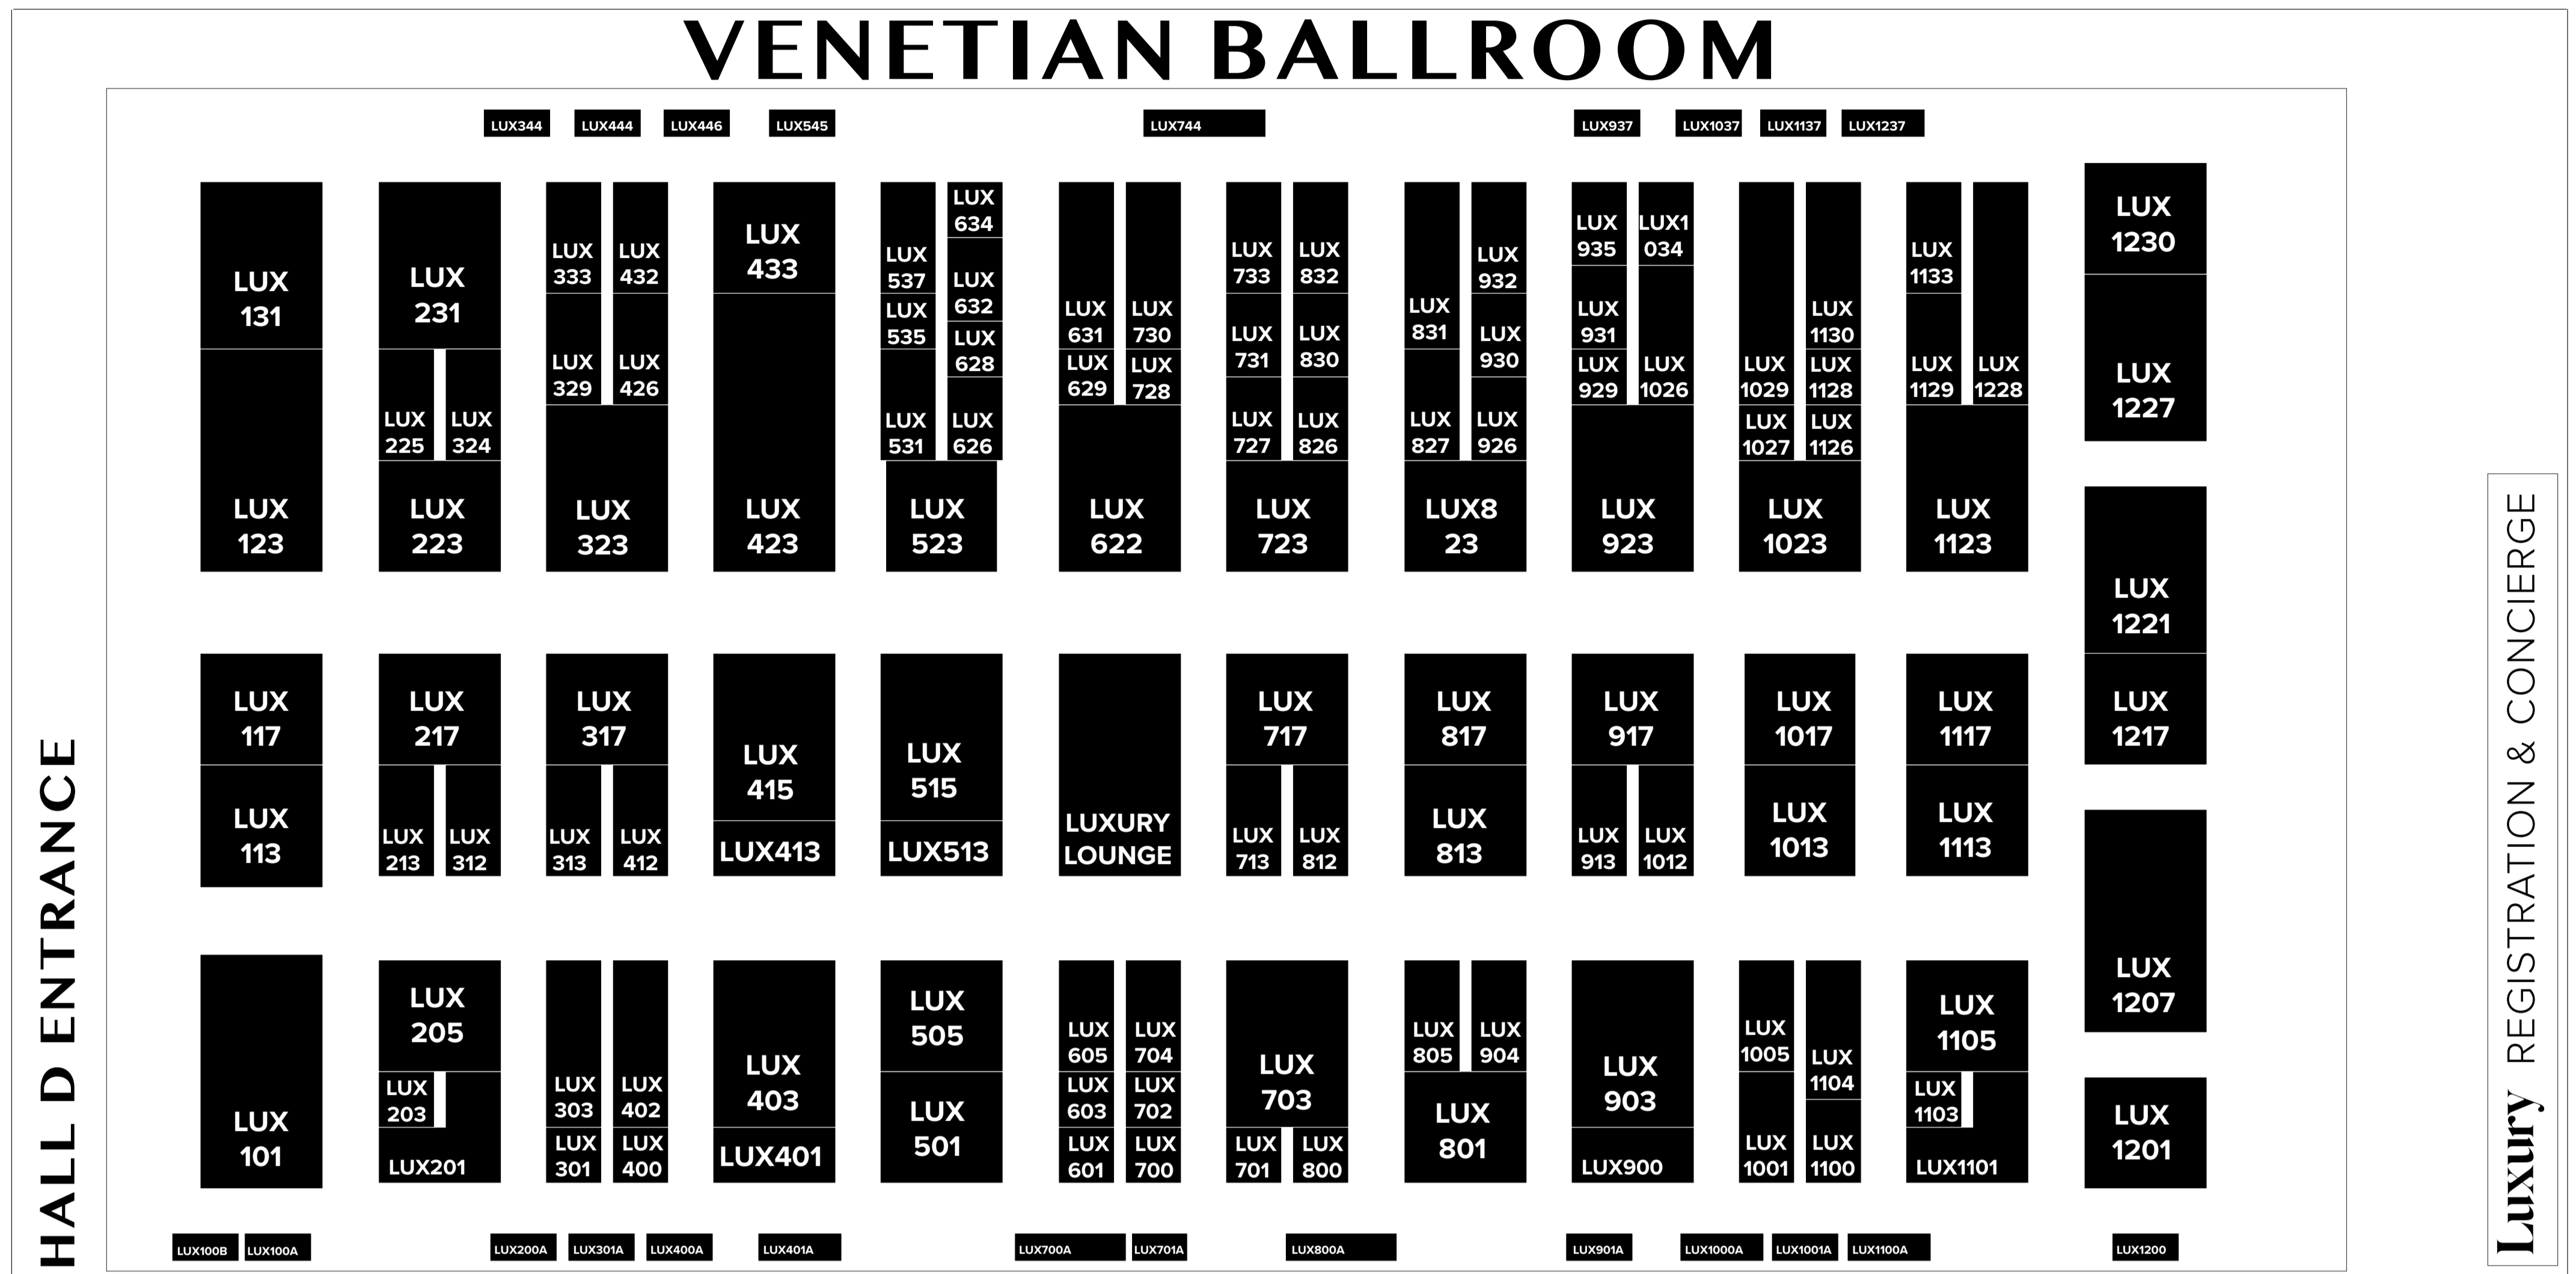 VENETIAN BALLROOM
LUX344
LUX444
LUX446
LUX545
LUX744
LUX937
LUX1037
LUX1137
LUX1237
LUX
131
LUX
123
LUX
231
LUX
225
LUX
324
LUX
223
LUX
333
LUX
432
LUX
329
LUX
426
LUX
323
LUX
433
LUX
423
LUX
537
LUX
535
LUX
531
LUX
634
LUX
632
LUX
628
LUX
626
LUX
523
LUX
631
LUX
730
LUX
629
LUX
728
LUX
622
LUX
733
LUX
832
LUX
731
LUX
830
LUX
727
LUX
826
LUX
723
LUX
831
LUX
827
LUX
932
LUX
930
LUX
926
LUX8
23
LUX
935
LUX1
034
LUX
931
LUX
929
LUX
1026
LUX
923
LUX
1029
LUX
1027
LUX
1130
LUX
1128
LUX
1126
LUX
1023
LUX
1133
LUX
1129
LUX
1228
LUX
1123
LUX
1230
LUX
1227
LUX
1221
LUX
1217
LUX
117
LUX
113
LUX
217
LUX
213
LUX
312
LUX
317
LUX
313
LUX
412
LUX
415
LUX413
LUX
515
LUX513
LUXURY
LOUNGE
LUX
717
LUX
713
LUX
812
LUX
817
LUX
813
LUX
917
LUX
913
LUX
1012
LUX
1017
LUX
1013
LUX
1117
LUX
1113
LUX
1207
LUX
1201
LUX
101
LUX
205
LUX
203
LUX201
LUX
303
LUX
402
LUX
301
LUX
400
LUX
403
LUX401
LUX
505
LUX
501
LUX
605
LUX
704
LUX
603
LUX
702
LUX
601
LUX
700
LUX
703
LUX
701
LUX
800
LUX
805
LUX
904
LUX
801
LUX
903
LUX900
LUX
1005
LUX
1104
LUX
1001
LUX
1100
LUX
1105
LUX
1103
LUX1101
LUX100B
LUX100A
LUX200A
LUX301A
LUX400A
LUX401A
LUX700A
LUX701A
LUX800A
LUX901A
LUX1000A
LUX1001A
LUX1100A
LUX1200
HALL D ENTRANCE
Luxury REGISTRATION & CONCIERGE